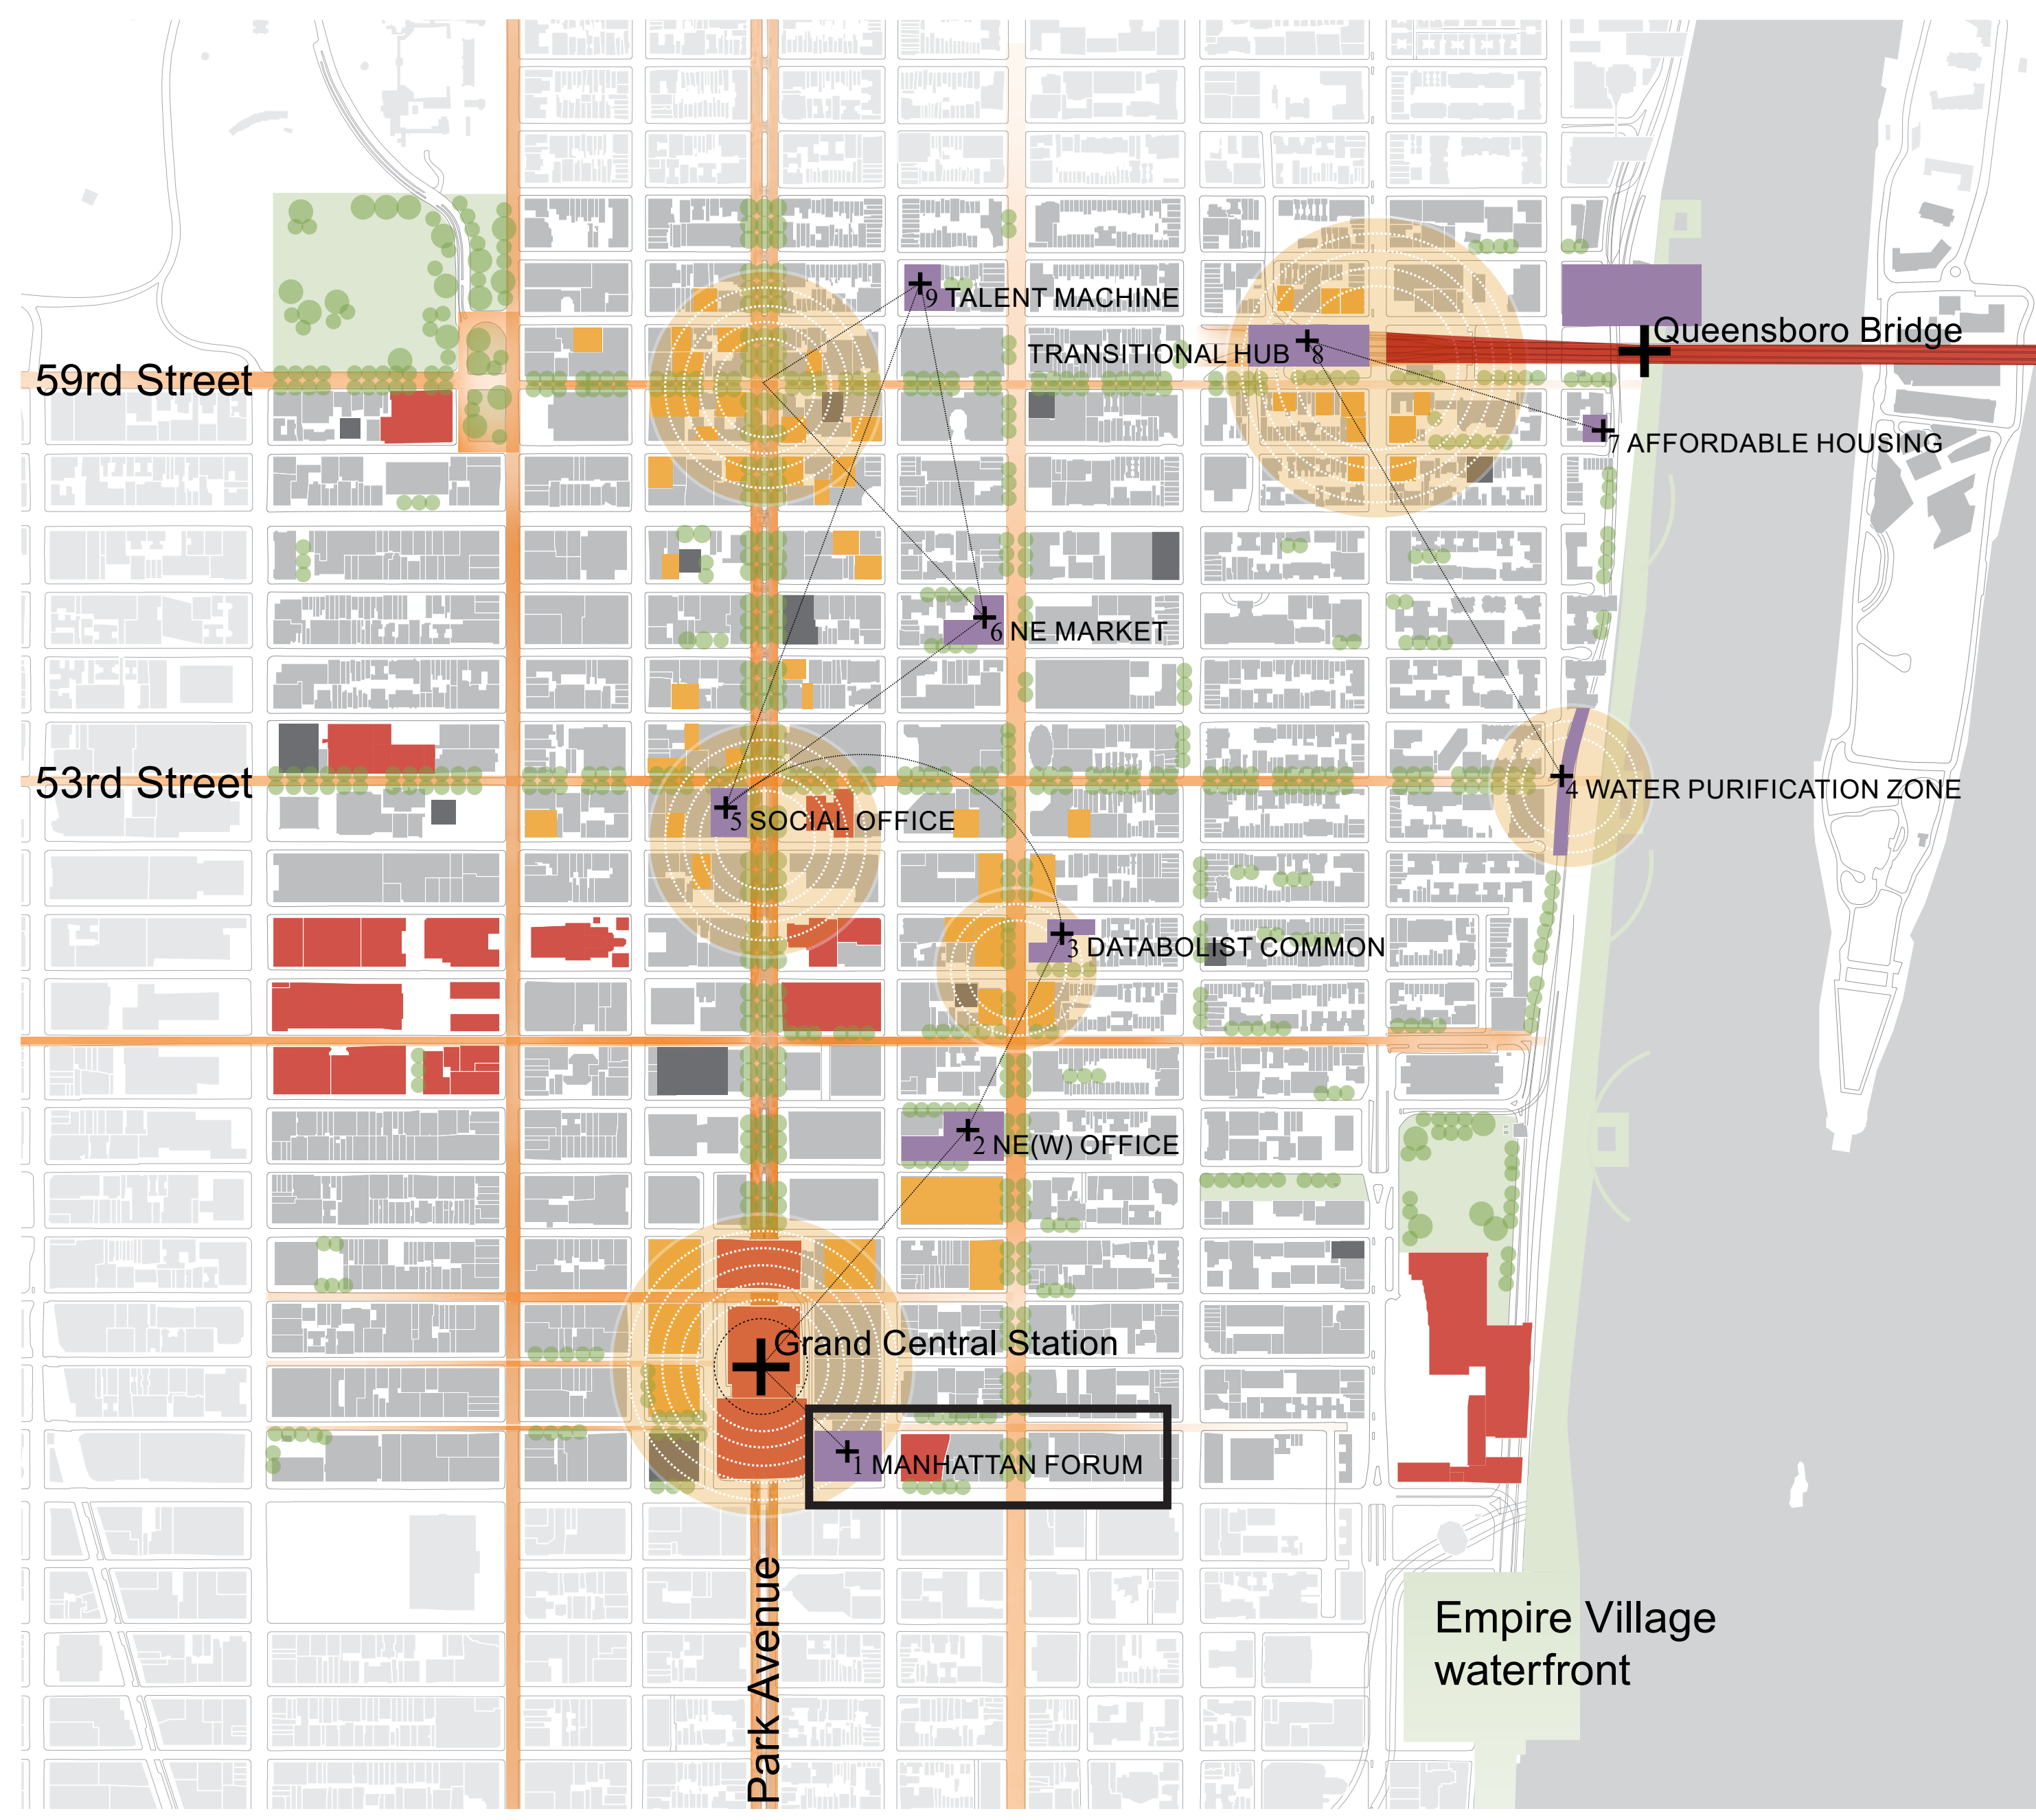 9 TALENT MACHINE
Queensboro Bridge
TRANSITIONAL HUB 8
59rd Street
7 AFFORDABLE HOUSING
6 NE MARKET
53rd Street
4 WATER PURIFICATION ZONE
5 SOCIAL OFFICE
3 DATABOLIST COMMON
2 NE(W) OFFICE
Grand Central Station
1 MANHATTAN FORUM
Park Avenue
Empire Village
waterfront